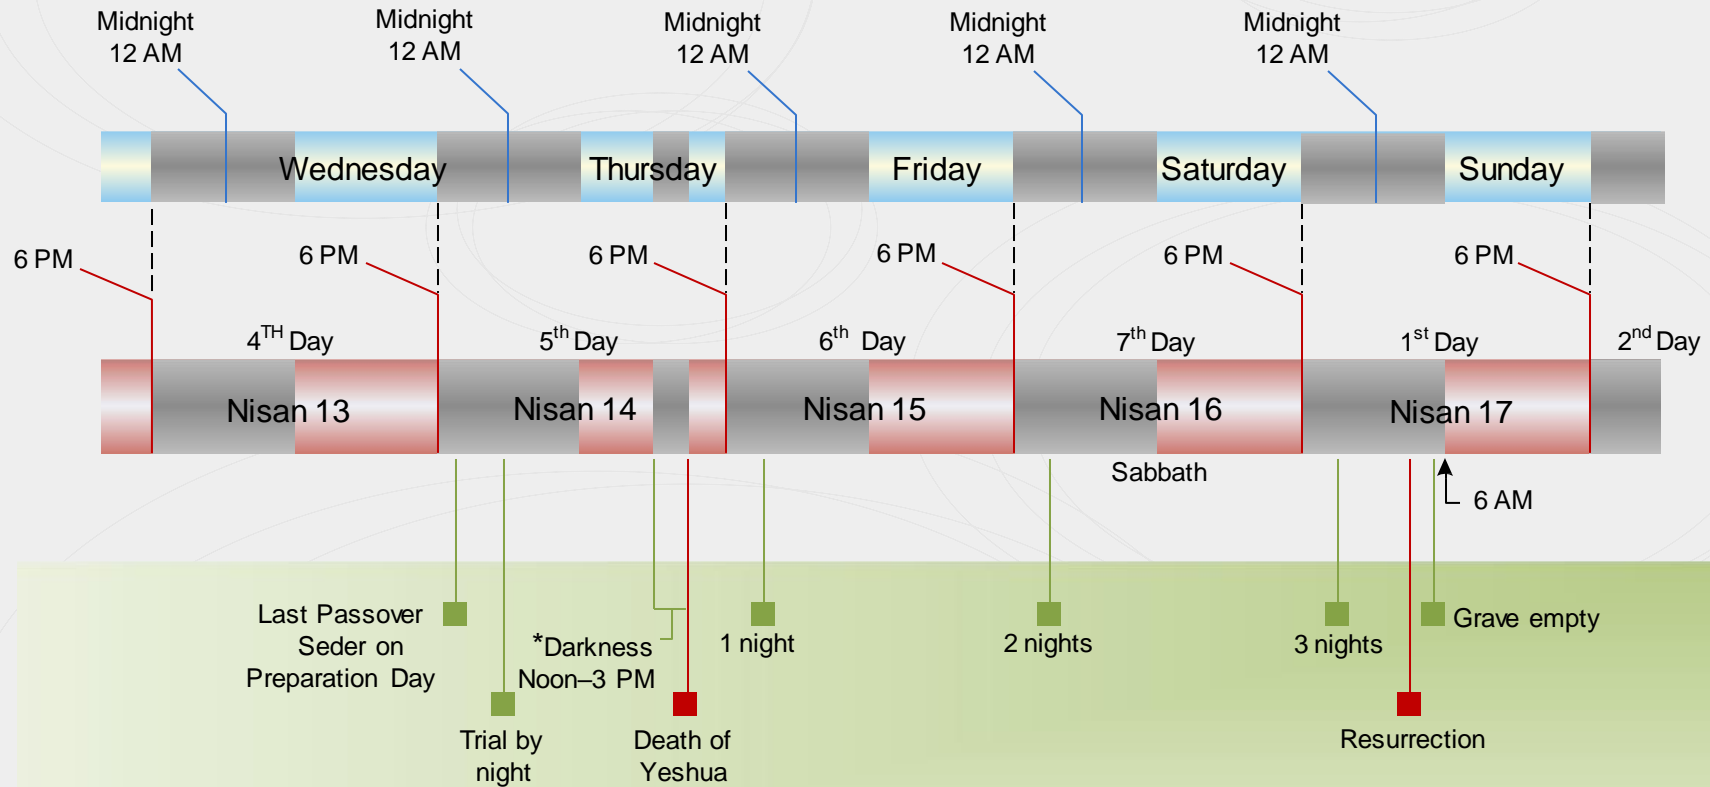 Midnight
12 AM
Midnight
12 AM
Midnight
12 AM
Midnight
12 AM
Midnight
12 AM
Wednesday
Thursday
Friday
Saturday
Sunday
6 PM
6 PM
6 PM
6 PM
6 PM
6 PM
4TH Day
5th Day
6th Day
7th Day
1st Day
2nd Day
Nisan 13
Nisan 14
Nisan 15
Nisan 16
Nisan 17
Sabbath
6 AM
Last Passover
Seder on
Preparation Day
Trial by
night
*Darkness
Noon–3 PM
Death of
Yeshua
1 night
2 nights
3 nights
Grave empty
Resurrection